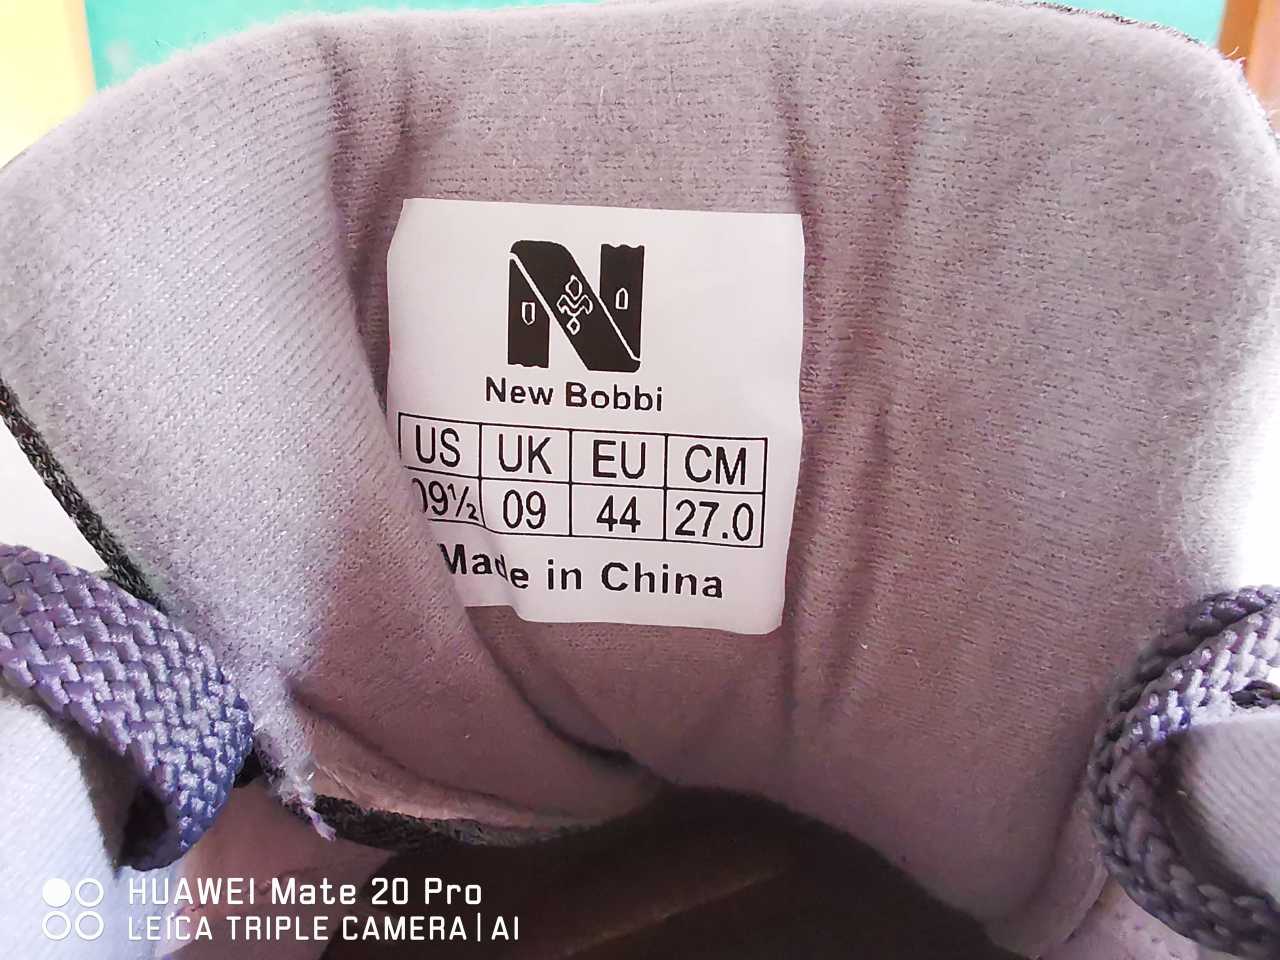 N
New Bobbi
US UK EU CM
09½ 09 44 27.0
Made in China
HUAWEI Mate 20 Pro
LEICA TRIPLE CAMERA|AI